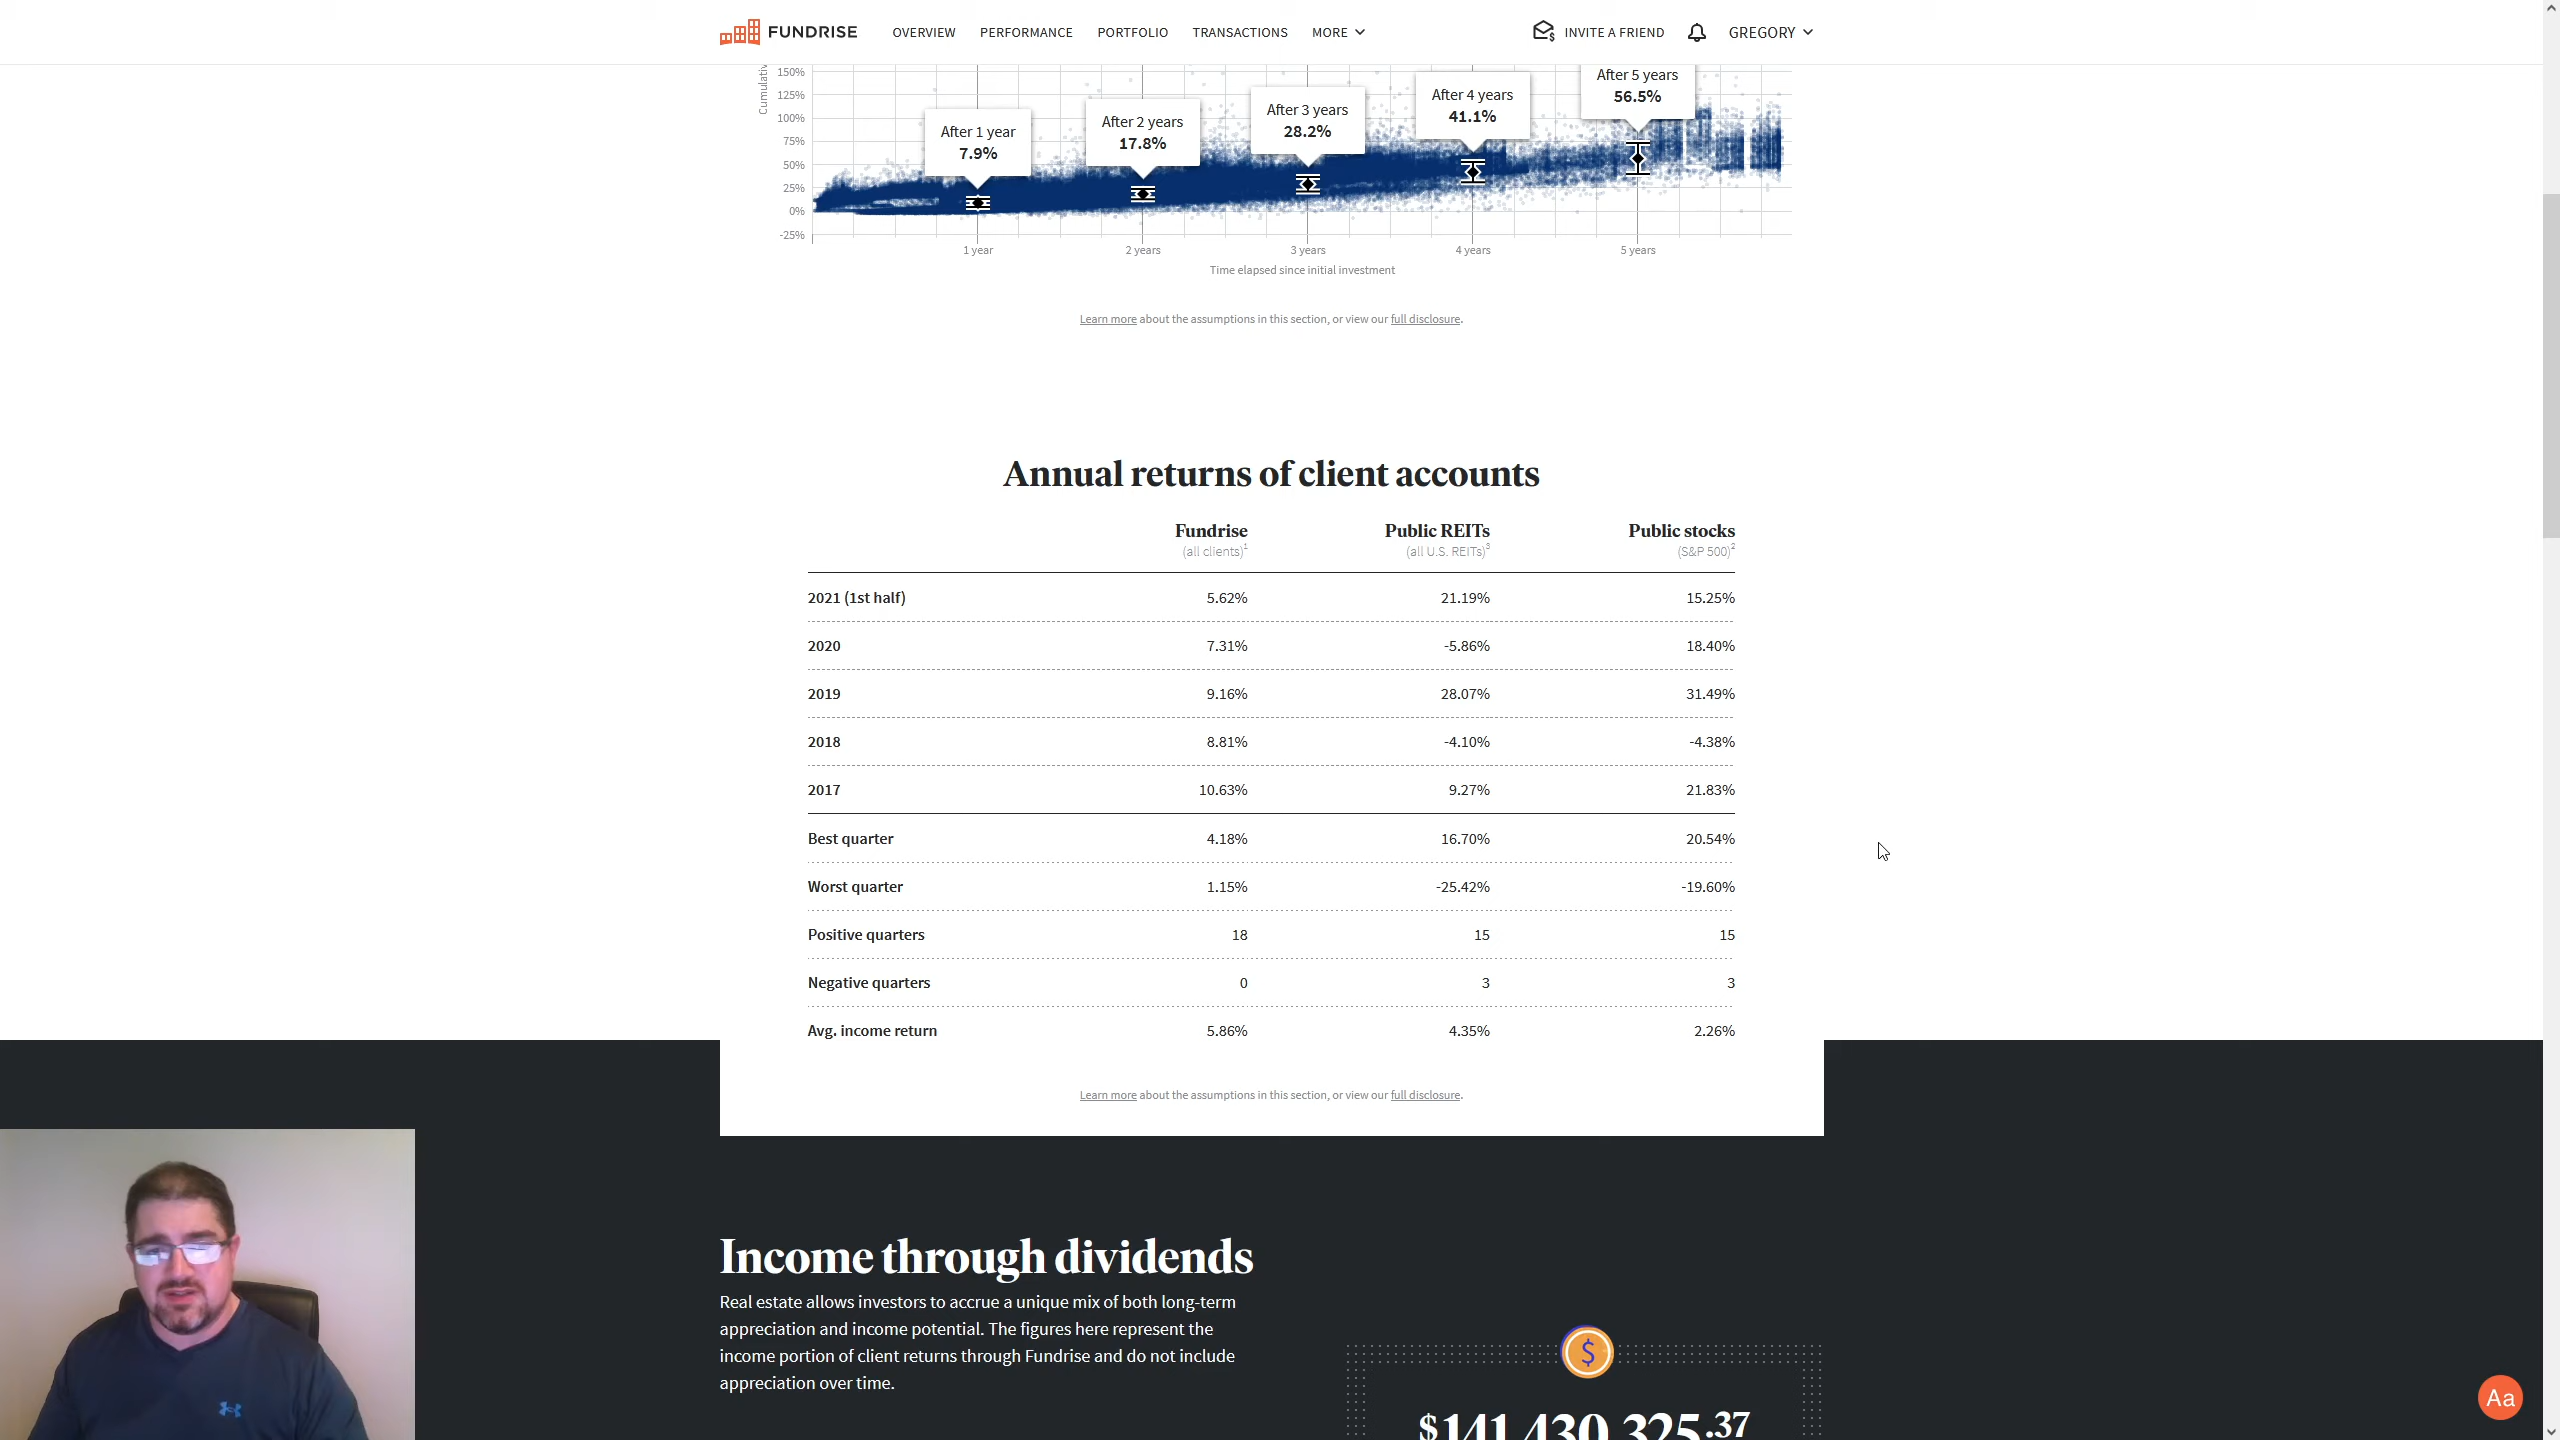 FUNDRISE OVERVIEW PERFORMANCE PORTFOLIO TRANSACTIONS MORE INVITE A FRIEND GREGORY
150%
125%
100%
75%
50%
25%
0%
-25%
After 1 year
7.9%
After 2 years
17.8%
After 3 years
28.2%
After 4 years
41.1%
After 5 years
56.5%
1 year 2 years 3 years 4 years 5 years
Time elapsed since initial investment
Learn more about the assumptions in this section, or view our full disclosure.
Annual returns of client accounts
Fundrise Public REITs Public stocks
(all clients)1 (all U.S. REITs)3 (S&P 500)2
2021 (1st half) 5.62% 21.19% 15.25%
2020 7.31% -5.86% 18.40%
2019 9.16% 28.07% 31.49%
2018 8.81% -4.10% -4.38%
2017 10.63% 9.27% 21.83%
Best quarter 4.18% 16.70% 20.54%
Worst quarter 1.15% -25.42% -19.60%
Positive quarters 18 15 15
Negative quarters 0 3 3
Avg. income return 5.86% 4.35% 2.26%
Learn more about the assumptions in this section, or view our full disclosure.
Income through dividends
Real estate allows investors to accrue a unique mix of both long-term
appreciation and income potential. The figures here represent the
income portion of client returns through Fundrise and do not include
appreciation over time.
$
$141,430,325.37
Aa